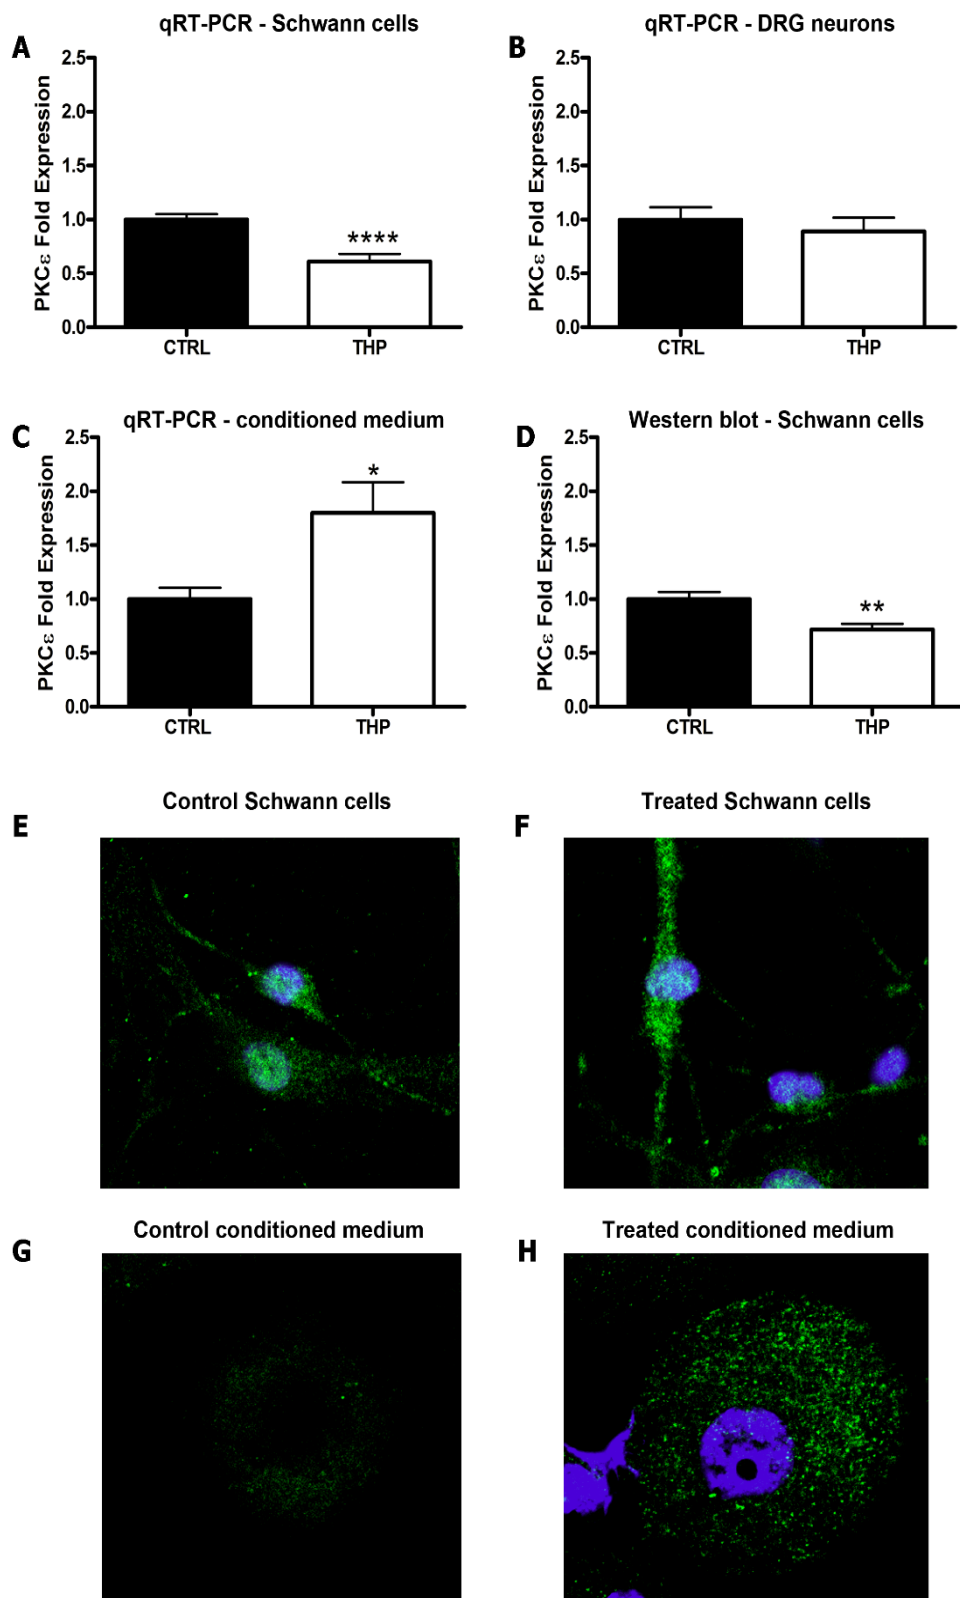 A
qRT-PCR - Schwann cells
PKCε Fold Expression
2.5
2.0
1.5
1.0
0.5
0.0
****
CTRL
THP
B
qRT-PCR - DRG neurons
PKCε Fold Expression
2.5
2.0
1.5
1.0
0.5
0.0
CTRL
THP
C
qRT-PCR - conditioned medium
PKCε Fold Expression
2.5
2.0
1.5
1.0
0.5
0.0
*
CTRL
THP
D
Western blot - Schwann cells
PKCε Fold Expression
2.5
2.0
1.5
1.0
0.5
0.0
**
CTRL
THP
E
Control Schwann cells
F
Treated Schwann cells
G
Control conditioned medium
H
Treated conditioned medium